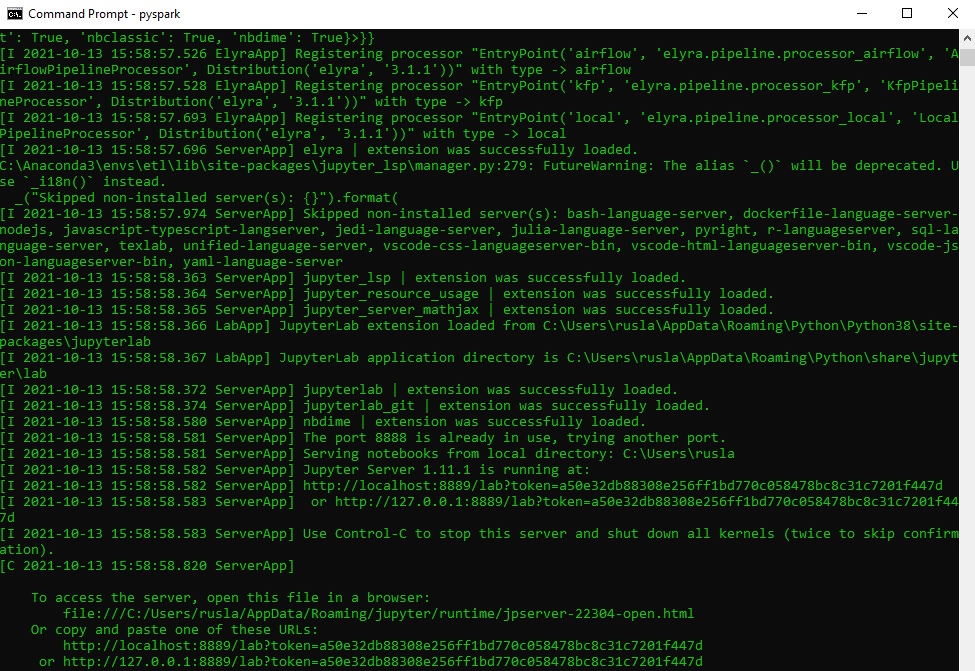 Command Prompt - pyspark
t': True, 'nbclassic': True, 'nbdime': True}>}}
[I 2021-10-13 15:58:57.526 ElyraApp] Registering processor "EntryPoint('airflow', 'elyra.pipeline.processor_airflow', 'A
irflowPipelineProcessor', Distribution('elyra', '3.1.1'))" with type -> airflow
[I 2021-10-13 15:58:57.528 ElyraApp] Registering processor "EntryPoint('kfp', 'elyra.pipeline.processor_kfp', 'KfpPipeli
neProcessor', Distribution('elyra', '3.1.1'))" with type -> kfp
[I 2021-10-13 15:58:57.693 ElyraApp] Registering processor "EntryPoint('local', 'elyra.pipeline.processor_local', 'Local
PipelineProcessor', Distribution('elyra', '3.1.1'))" with type -> local
[I 2021-10-13 15:58:57.696 ServerApp] elyra | extension was successfully loaded.
C:\Anaconda3\envs\etl\lib\site-packages\jupyter_lsp\manager.py:279: FutureWarning: The alias `_()` will be deprecated. U
se `_i18n()` instead.
  _("Skipped non-installed server(s): {}").format(
[I 2021-10-13 15:58:57.974 ServerApp] Skipped non-installed server(s): bash-language-server, dockerfile-language-server-
nodejs, javascript-typescript-langserver, jedi-language-server, julia-language-server, pyright, r-languageserver, sql-la
nguage-server, texlab, unified-language-server, vscode-css-languageserver-bin, vscode-html-languageserver-bin, vscode-js
on-languageserver-bin, yaml-language-server
[I 2021-10-13 15:58:58.363 ServerApp] jupyter_lsp | extension was successfully loaded.
[I 2021-10-13 15:58:58.364 ServerApp] jupyter_resource_usage | extension was successfully loaded.
[I 2021-10-13 15:58:58.365 ServerApp] jupyter_server_mathjax | extension was successfully loaded.
[I 2021-10-13 15:58:58.366 LabApp] JupyterLab extension loaded from C:\Users\rusla\AppData\Roaming\Python\Python38\site-
packages\jupyterlab
[I 2021-10-13 15:58:58.367 LabApp] JupyterLab application directory is C:\Users\rusla\AppData\Roaming\Python\share\jupyt
er\lab
[I 2021-10-13 15:58:58.372 ServerApp] jupyterlab | extension was successfully loaded.
[I 2021-10-13 15:58:58.374 ServerApp] jupyterlab_git | extension was successfully loaded.
[I 2021-10-13 15:58:58.580 ServerApp] nbdime | extension was successfully loaded.
[I 2021-10-13 15:58:58.581 ServerApp] The port 8888 is already in use, trying another port.
[I 2021-10-13 15:58:58.581 ServerApp] Serving notebooks from local directory: C:\Users\rusla
[I 2021-10-13 15:58:58.582 ServerApp] Jupyter Server 1.11.1 is running at:
[I 2021-10-13 15:58:58.582 ServerApp] http://localhost:8889/lab?token=a50e32db88308e256ff1bd770c058478bc8c31c7201f447d
[I 2021-10-13 15:58:58.583 ServerApp]  or http://127.0.0.1:8889/lab?token=a50e32db88308e256ff1bd770c058478bc8c31c7201f44
7d
[I 2021-10-13 15:58:58.583 ServerApp] Use Control-C to stop this server and shut down all kernels (twice to skip confirm
ation).
[C 2021-10-13 15:58:58.820 ServerApp]
    To access the server, open this file in a browser:
        file:///C:/Users/rusla/AppData/Roaming/jupyter/runtime/jpserver-22304-open.html
    Or copy and paste one of these URLs:
        http://localhost:8889/lab?token=a50e32db88308e256ff1bd770c058478bc8c31c7201f447d
     or http://127.0.0.1:8889/lab?token=a50e32db88308e256ff1bd770c058478bc8c31c7201f447d